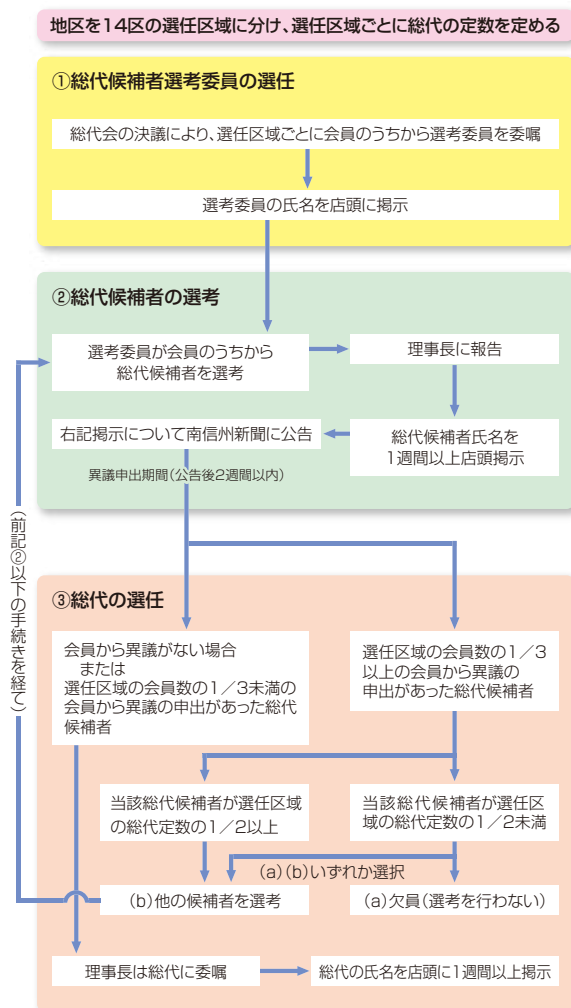 地区を14区の選任区域に分け、選任区域ごとに総代の定数を定める
①総代候補者選考委員の選任
総代会の決議により、選任区域ごとに会員のうちから選考委員を委嘱
選考委員の氏名を店頭に掲示
②総代候補者の選考
選考委員が会員のうちから
総代候補者を選考
理事長に報告
総代候補者氏名を
1週間以上店頭掲示
右記掲示について南信州新聞に公告
異議申出期間(公告後2週間以内)
(前記②以下の手続きを経て)
③総代の選任
会員から異議がない場合
または
選任区域の会員数の1/3未満の
会員から異議の申出があった総代
候補者
選任区域の会員数の1/3
以上の会員から異議の
申出があった総代候補者
当該総代候補者が選任区域
の総代定数の1/2以上
当該総代候補者が選任区
域の総代定数の1/2未満
(a)(b)いずれか選択
(b)他の候補者を選考
(a)欠員(選考を行わない)
理事長は総代に委嘱
総代の氏名を店頭に1週間以上掲示